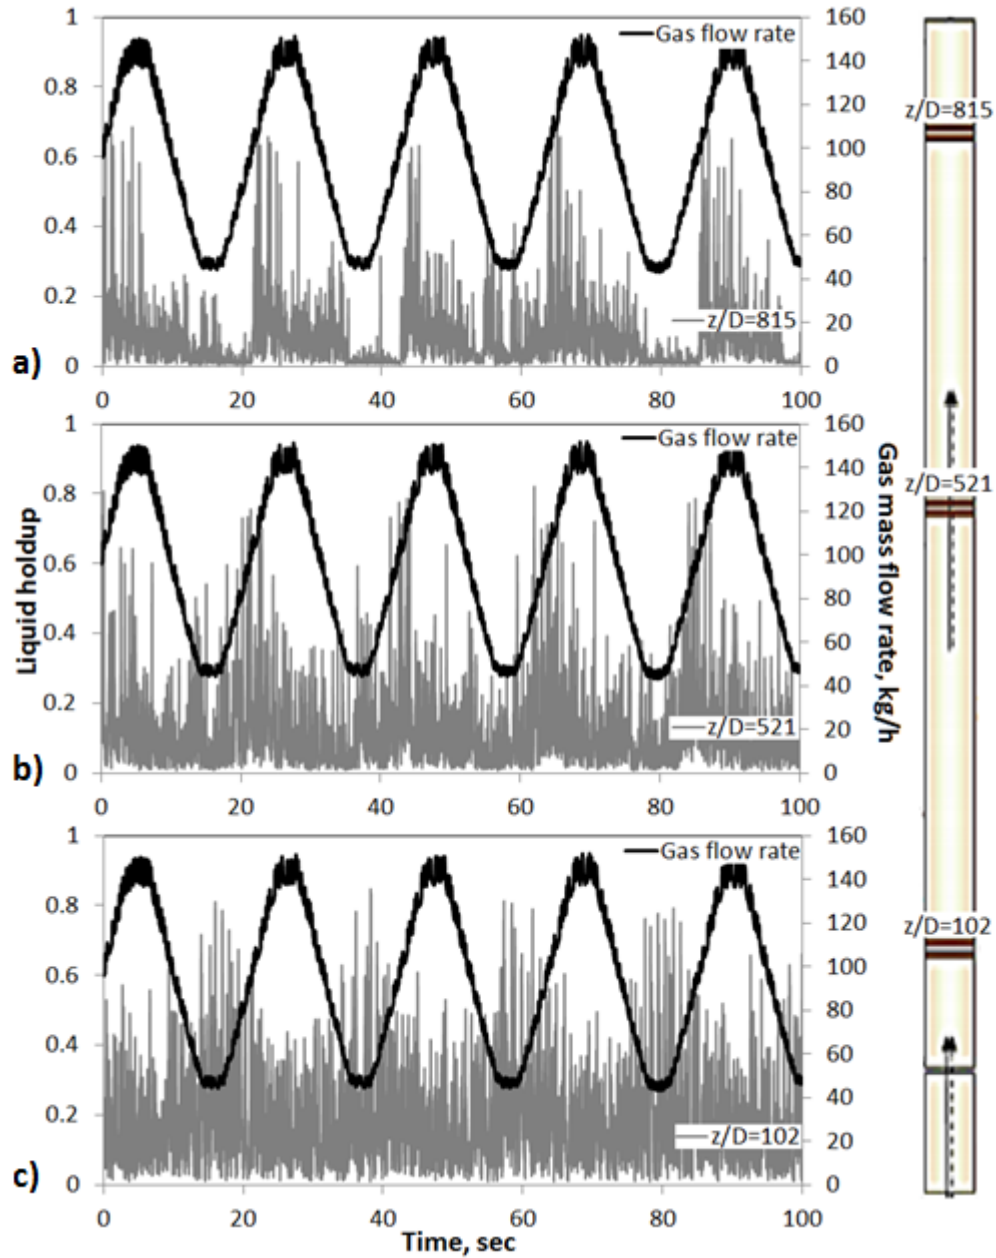 1
0.8
0.6
0.4
0.2
0
160
140
120
100
80
60
40
20
0
Gas flow rate
z/D=815
a)
0 20 40 60 80 100
1
0.8
0.6
0.4
0.2
0
160
140
120
100
80
60
40
20
0
Gas flow rate
z/D=521
b)
0 20 40 60 80 100
Liquid holdup
Gas mass flow rate, kg/h
1
0.8
0.6
0.4
0.2
0
160
140
120
100
80
60
40
20
0
Gas flow rate
z/D=102
c)
0 20 40 60 80 100
Time, sec
z/D=815
z/D=521
z/D=102